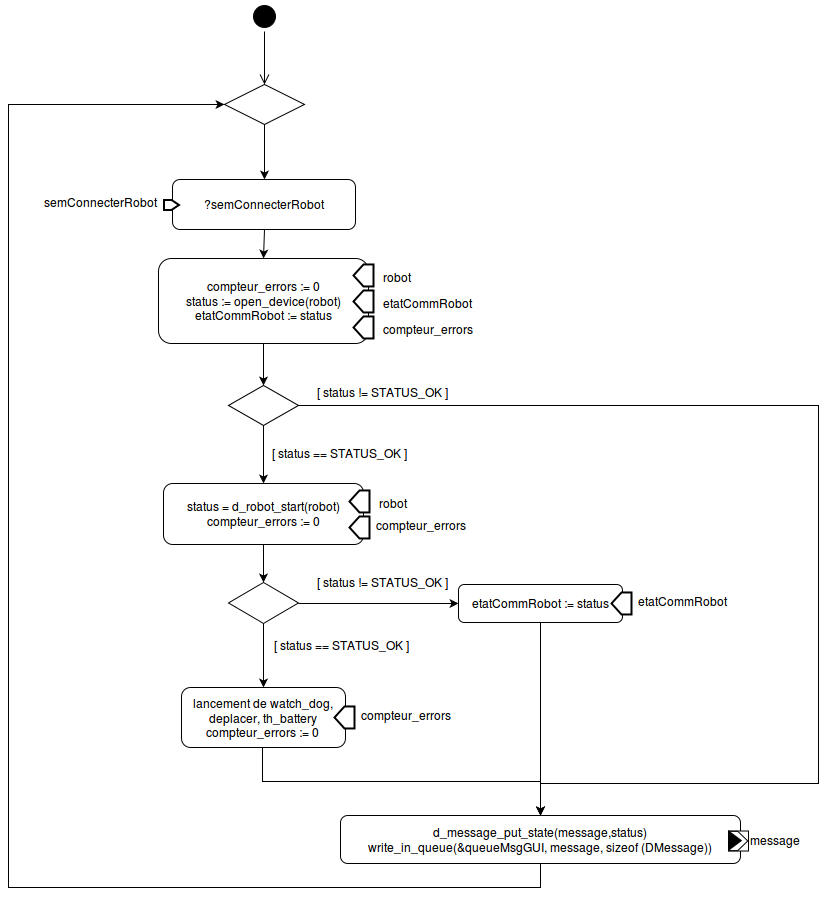 semConnecterRobot
?semConnecterRobot
compteur_errors := 0
status := open_device(robot)
etatCommRobot := status
robot
etatCommRobot
compteur_errors
[ status != STATUS_OK ]
[ status == STATUS_OK ]
status = d_robot_start(robot)
compteur_errors := 0
robot
compteur_errors
[ status != STATUS_OK ]
etatCommRobot := status
etatCommRobot
[ status == STATUS_OK ]
lancement de watch_dog,
deplacer, th_battery
compteur_errors := 0
compteur_errors
d_message_put_state(message,status)
write_in_queue(&queueMsgGUI, message, sizeof (DMessage))
message